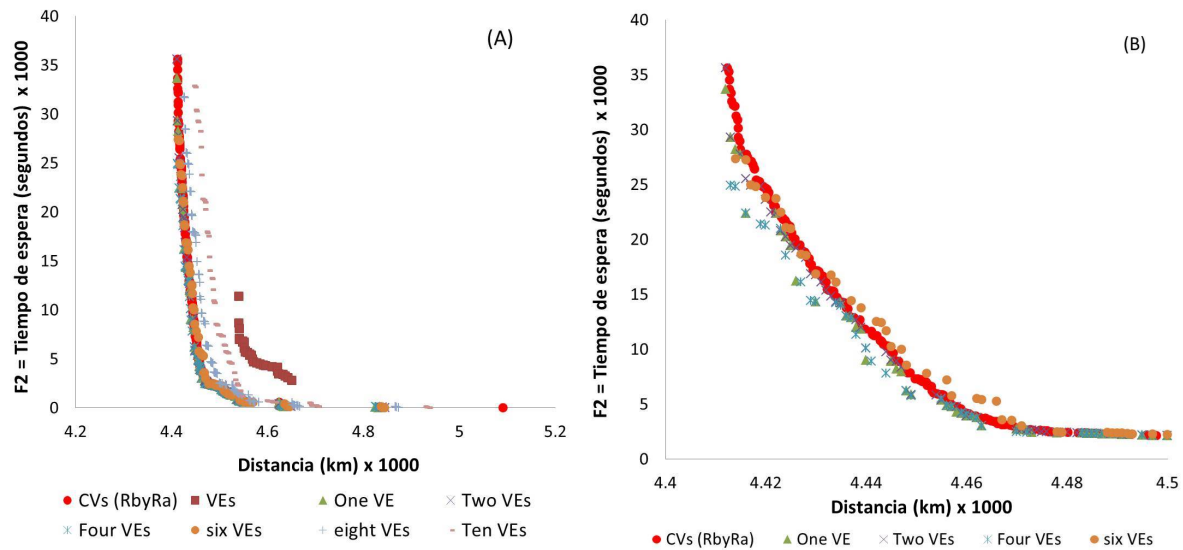 (A)
F2 = Tiempo de espera (segundos) x 1000
40
35
30
25
20
15
10
5
0
4.2
4.4
4.6
4.8
5
5.2
Distancia (km) x 1000
CVs (RbyRa)
VEs
One VE
Two VEs
Four VEs
six VEs
eight VEs
Ten VEs
(B)
F2 = Tiempo de espera (segundos) x 1000
40
35
30
25
20
15
10
5
0
4.40
4.42
4.44
4.46
4.48
4.5
Distancia (km) x 1000
CVs (RbyRa)
One VE
Two VEs
Four VEs
six VEs